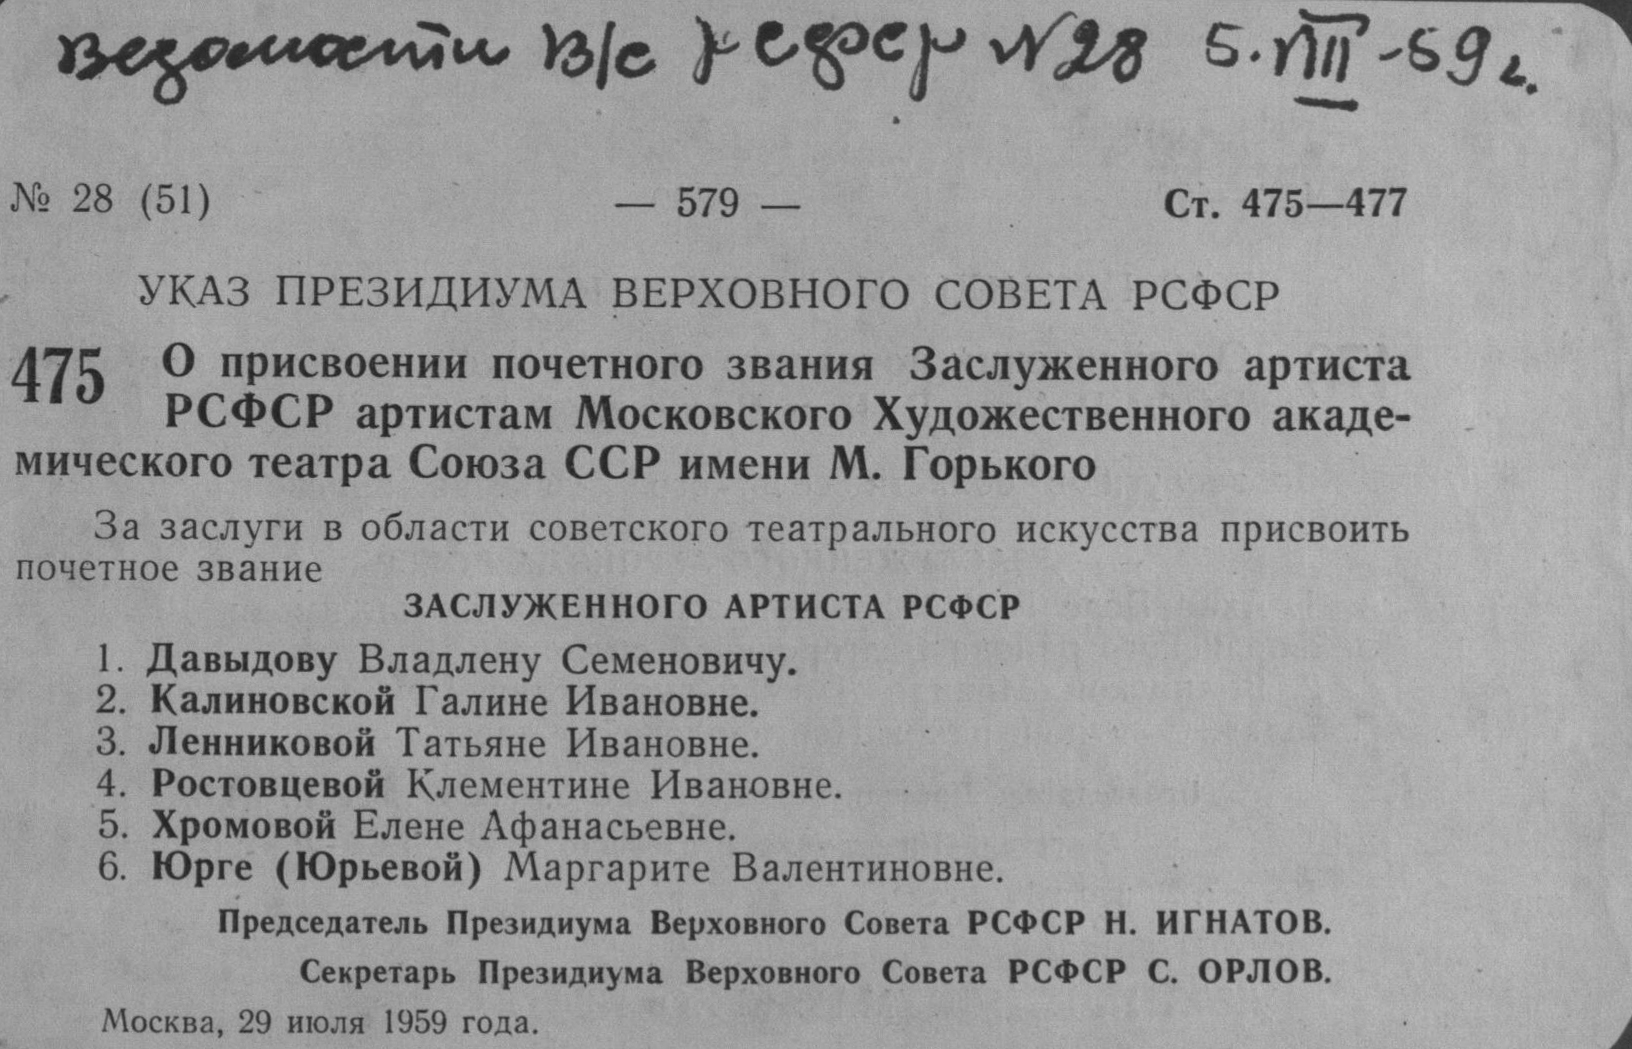 Ведомости В/с РСФСР N28 5.VIII-59г.
№ 28 (51) — 579 — Ст. 475—477
УКАЗ ПРЕЗИДИУМА ВЕРХОВНОГО СОВЕТА РСФСР
475 О присвоении почетного звания Заслуженного артиста
РСФСР артистам Московского Художественного акаде-
мического театра Союза ССР имени М. Горького
За заслуги в области советского театрального искусства присвоить
почетное звание
ЗАСЛУЖЕННОГО АРТИСТА РСФСР
1. Давыдову Владлену Семеновичу.
2. Калиновской Галине Ивановне.
3. Ленниковой Татьяне Ивановне.
4. Ростовцевой Клементине Ивановне.
5. Хромовой Елене Афанасьевне.
6. Юрге (Юрьевой) Маргарите Валентиновне.
Председатель Президиума Верховного Совета РСФСР Н. ИГНАТОВ.
Секретарь Президиума Верховного Совета РСФСР С. ОРЛОВ.
Москва, 29 июля 1959 года.